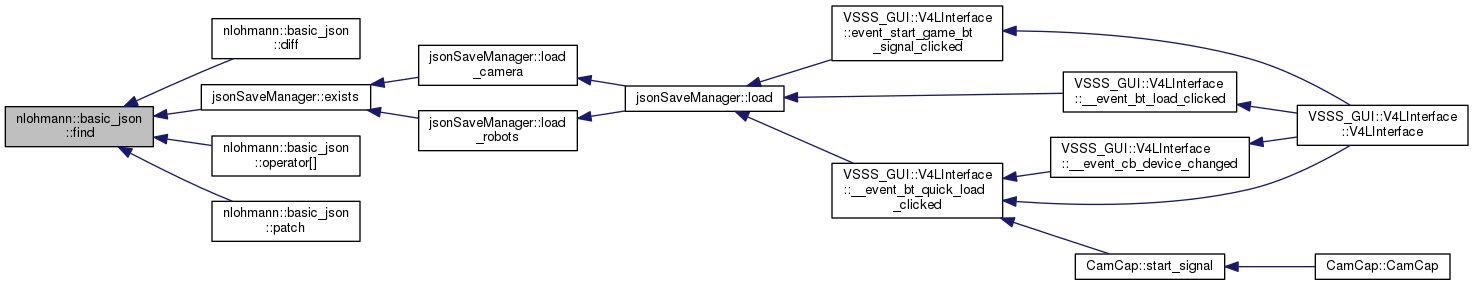 nlohmann::basic_json
::find
nlohmann::basic_json
::diff
jsonSaveManager::exists
nlohmann::basic_json
::operator[]
nlohmann::basic_json
::patch
jsonSaveManager::load
_camera
jsonSaveManager::load
_robots
jsonSaveManager::load
VSSS_GUI::V4LInterface
::event_start_game_bt
_signal_clicked
VSSS_GUI::V4LInterface
::__event_bt_load_clicked
VSSS_GUI::V4LInterface
::__event_cb_device_changed
VSSS_GUI::V4LInterface
::__event_bt_quick_load
_clicked
VSSS_GUI::V4LInterface
::V4LInterface
CamCap::start_signal
CamCap::CamCap